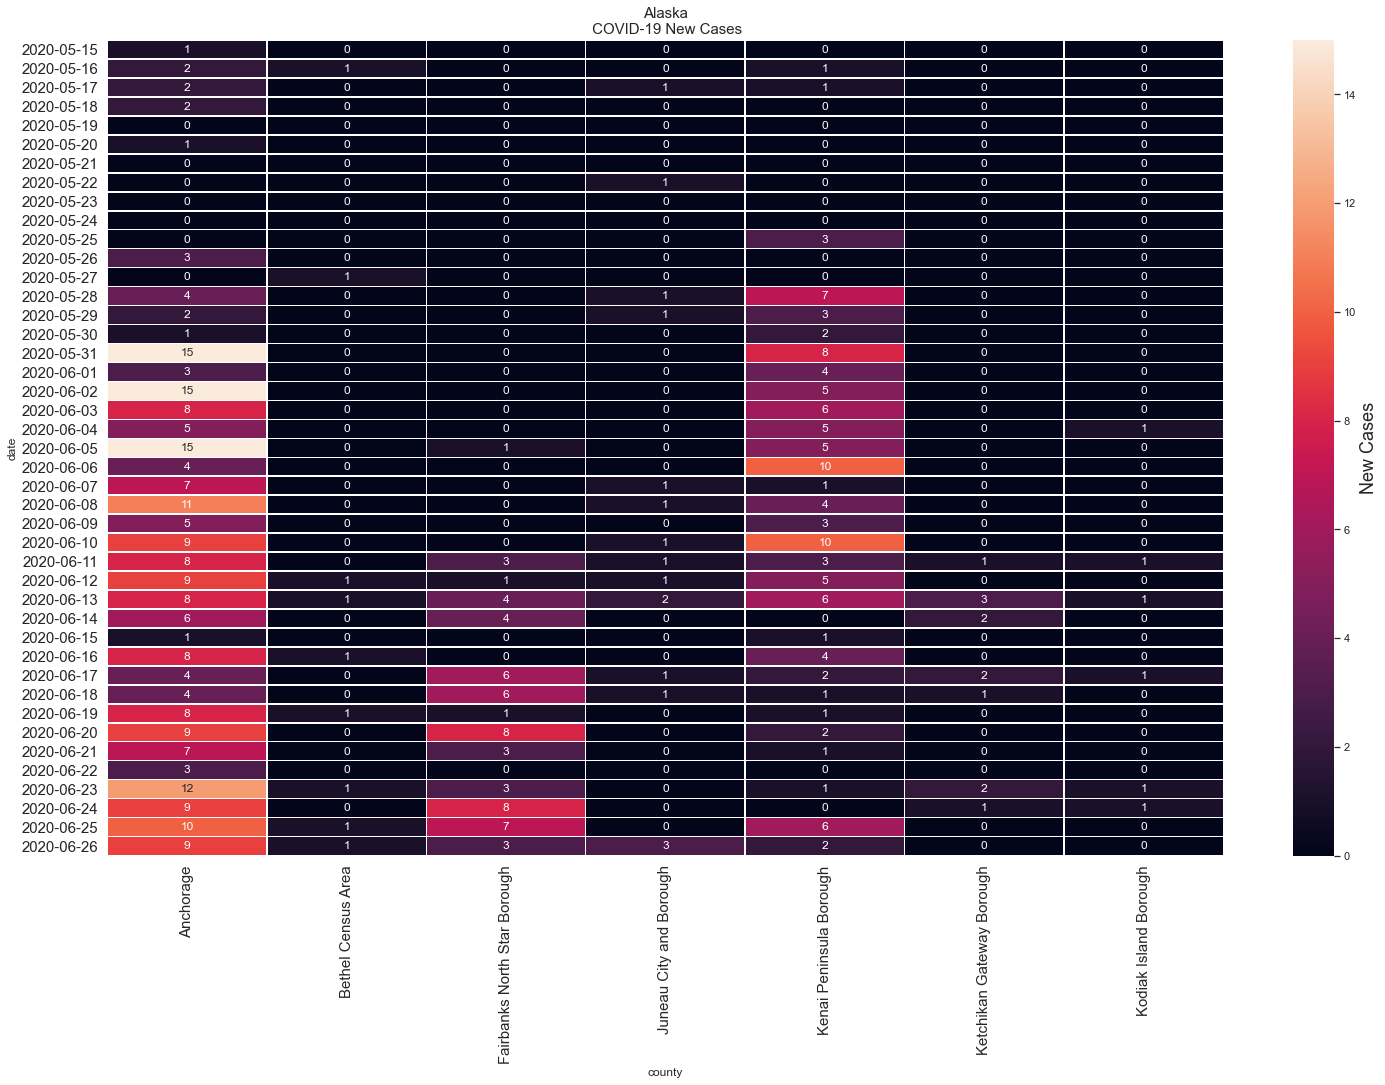 Alaska
COVID-19 New Cases
2020-05-15 1 0 0 0 0 0 0
2020-05-16 2 1 0 0 1 0 0
2020-05-17 2 0 0 1 1 0 0
2020-05-18 2 0 0 0 0 0 0
2020-05-19 0 0 0 0 0 0 0
2020-05-20 1 0 0 0 0 0 0
2020-05-21 0 0 0 0 0 0 0
2020-05-22 0 0 0 1 0 0 0
2020-05-23 0 0 0 0 0 0 0
2020-05-24 0 0 0 0 0 0 0
2020-05-25 0 0 0 0 3 0 0
2020-05-26 3 0 0 0 0 0 0
2020-05-27 0 1 0 0 0 0 0
2020-05-28 4 0 0 1 7 0 0
2020-05-29 2 0 0 1 3 0 0
2020-05-30 1 0 0 0 2 0 0
2020-05-31 15 0 0 0 8 0 0
2020-06-01 3 0 0 0 4 0 0
2020-06-02 15 0 0 0 5 0 0
2020-06-03 8 0 0 0 6 0 0
2020-06-04 5 0 0 0 5 0 1
2020-06-05 15 0 1 0 5 0 0
2020-06-06 4 0 0 0 10 0 0
2020-06-07 7 0 0 1 1 0 0
2020-06-08 11 0 0 1 4 0 0
2020-06-09 5 0 0 0 3 0 0
2020-06-10 9 0 0 1 10 0 0
2020-06-11 8 0 3 1 3 1 1
2020-06-12 9 1 1 1 5 0 0
2020-06-13 8 1 4 2 6 3 1
2020-06-14 6 0 4 0 0 2 0
2020-06-15 1 0 0 0 1 0 0
2020-06-16 8 1 0 0 4 0 0
2020-06-17 4 0 6 1 2 2 1
2020-06-18 4 0 6 1 1 1 0
2020-06-19 8 1 1 0 1 0 0
2020-06-20 9 0 8 0 2 0 0
2020-06-21 7 0 3 0 1 0 0
2020-06-22 3 0 0 0 0 0 0
2020-06-23 12 1 3 0 1 2 1
2020-06-24 9 0 8 0 0 1 1
2020-06-25 10 1 7 0 6 0 0
2020-06-26 9 1 3 3 2 0 0
date
Anchorage
Bethel Census Area
Fairbanks North Star Borough
Juneau City and Borough
Kenai Peninsula Borough
Ketchikan Gateway Borough
Kodiak Island Borough
county
14
12
10
8
6
4
2
0
New Cases